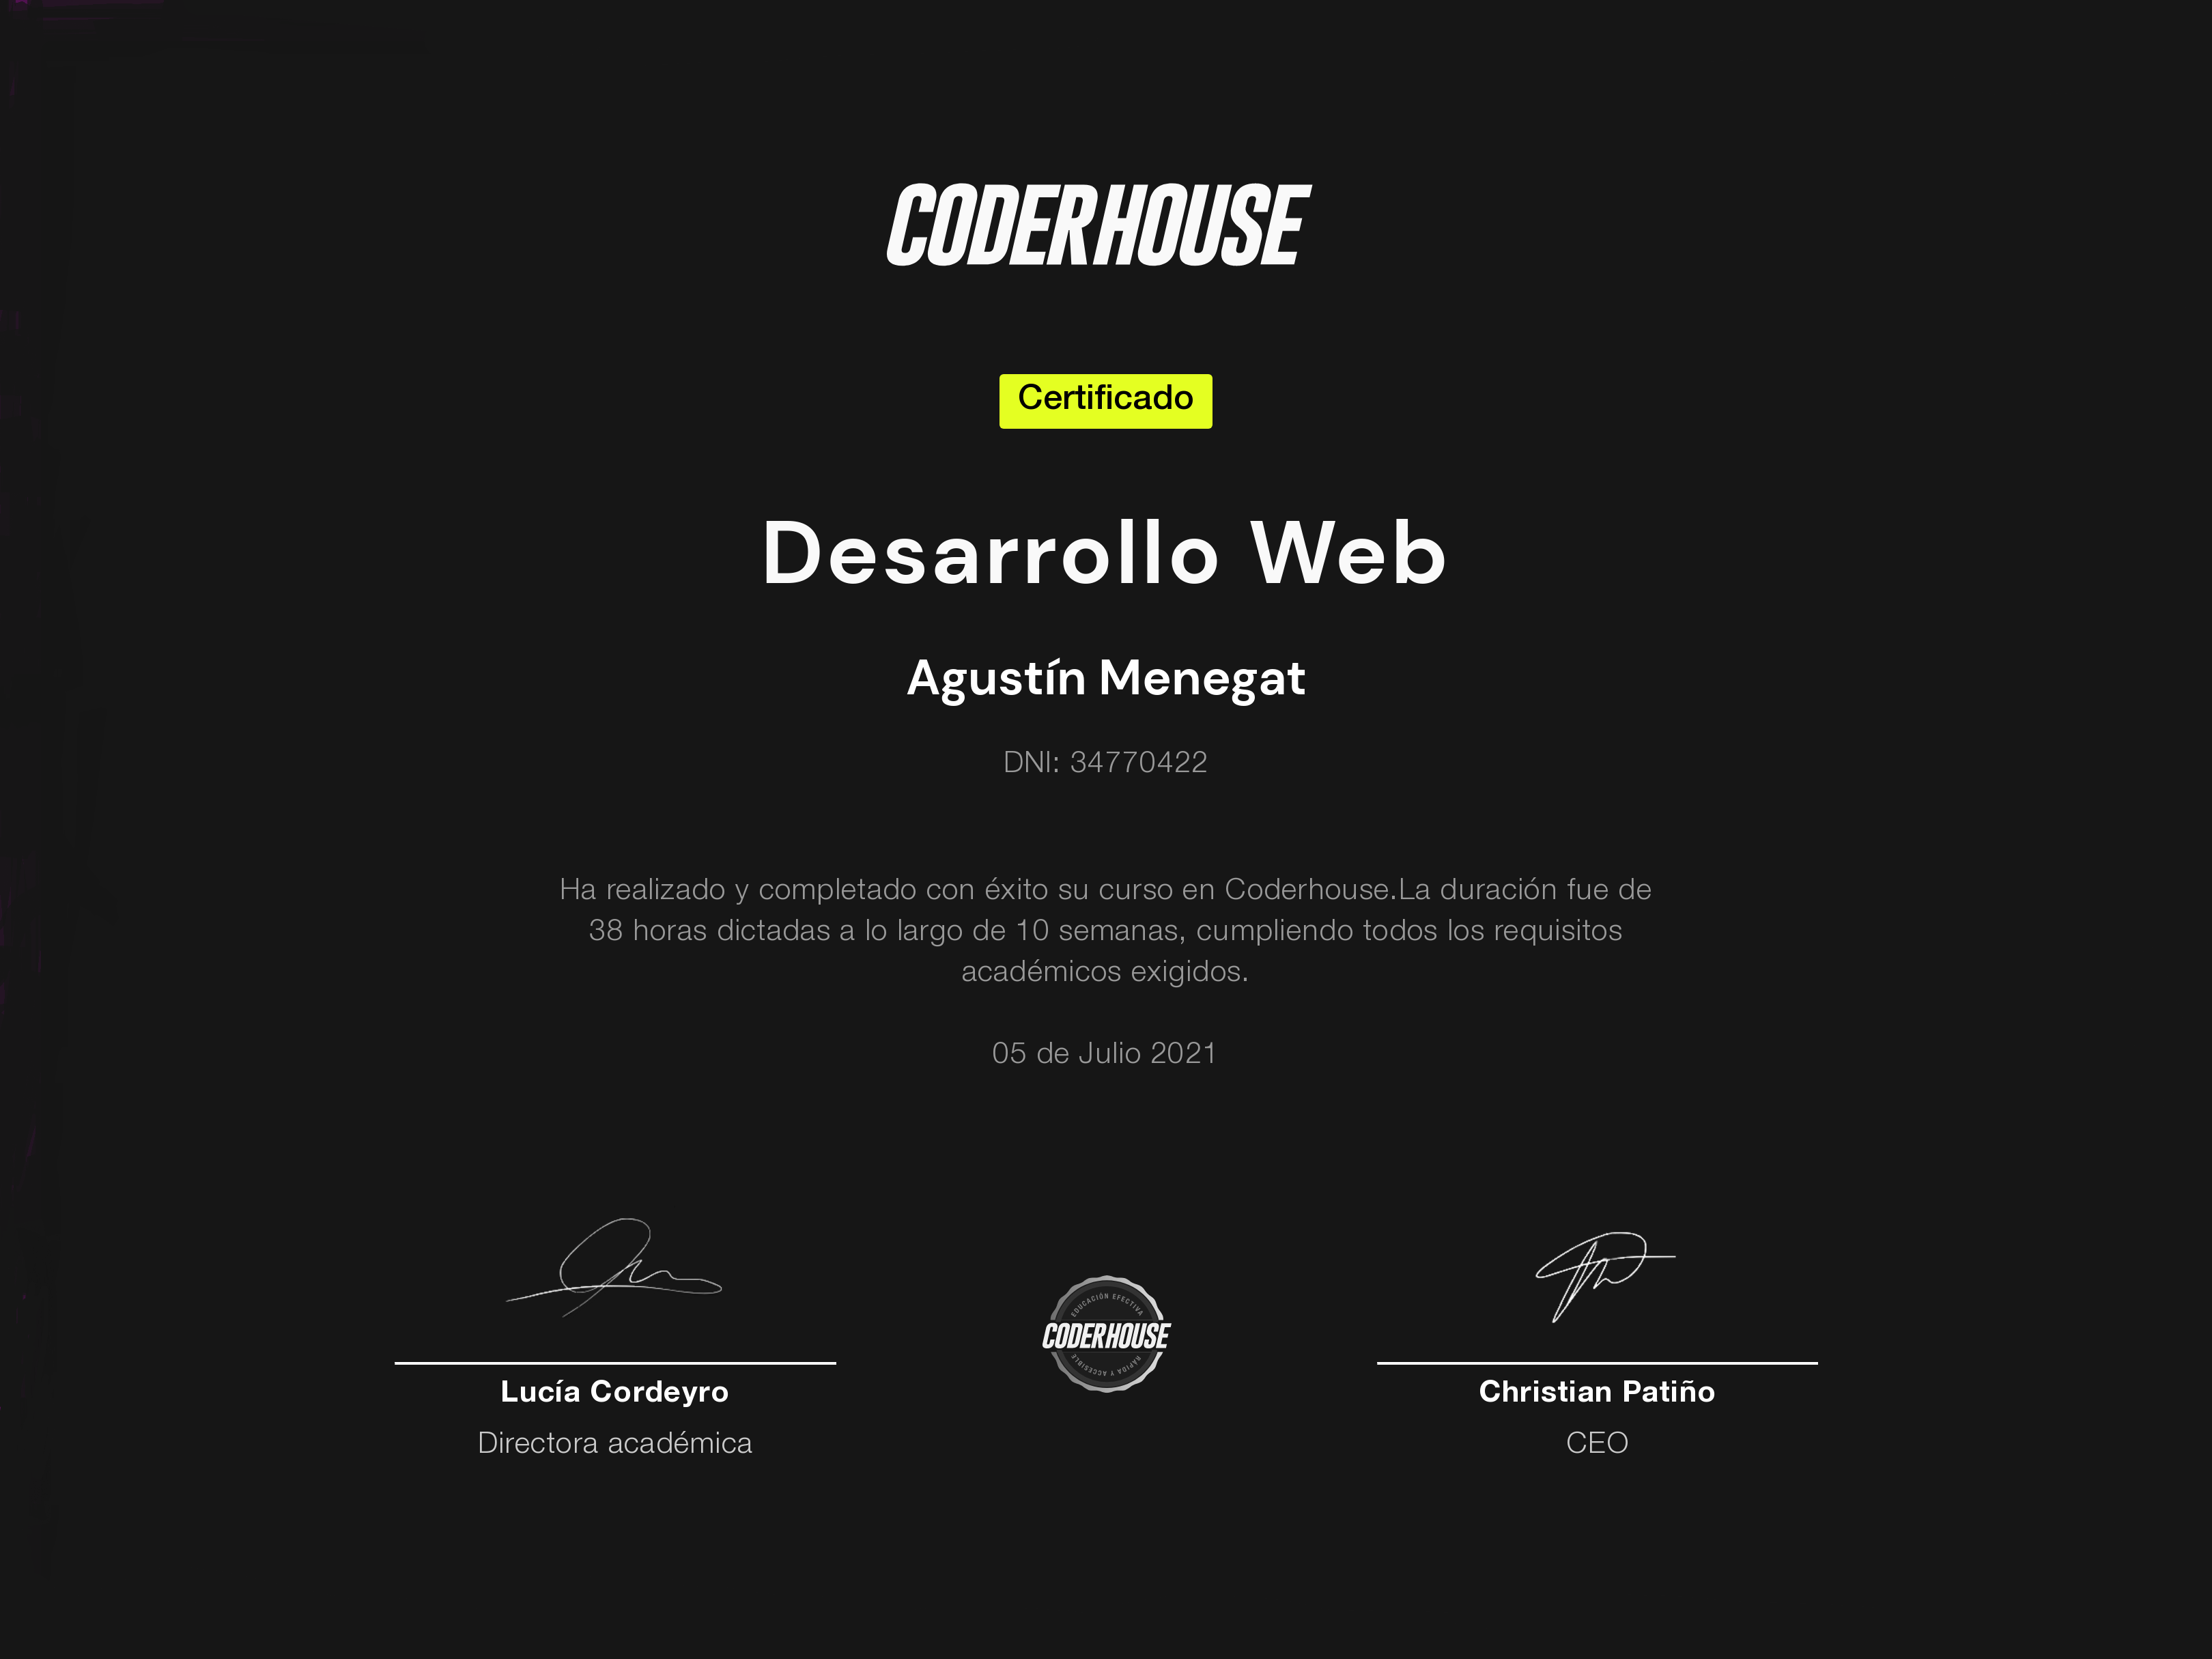 CODERHOUSE
Certificado
Desarrollo Web
Agustín Menegat
DNI: 34770422
Ha realizado y completado con éxito su curso en Coderhouse.La duración fue de
38 horas dictadas a lo largo de 10 semanas, cumpliendo todos los requisitos
académicos exigidos.
05 de Julio 2021
EDUCACIÓN EFECTIVA
CODERHOUSE
RAPIDA Y ACCESIBLE
Lucía Cordeyro
Directora académica
Christian Patiño
CEO